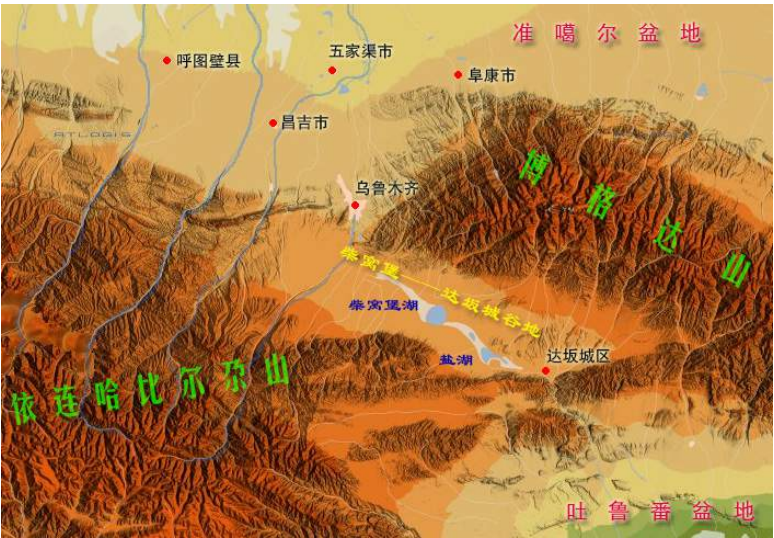 准噶尔盆地
五家渠市
呼图壁县
阜康市
昌吉市
ATLOGIS
博格达山
乌鲁木齐
柴窝堡——达坂城谷地
柴窝堡湖
盐湖
达坂城区
依连哈比尔尕山
吐鲁番盆地